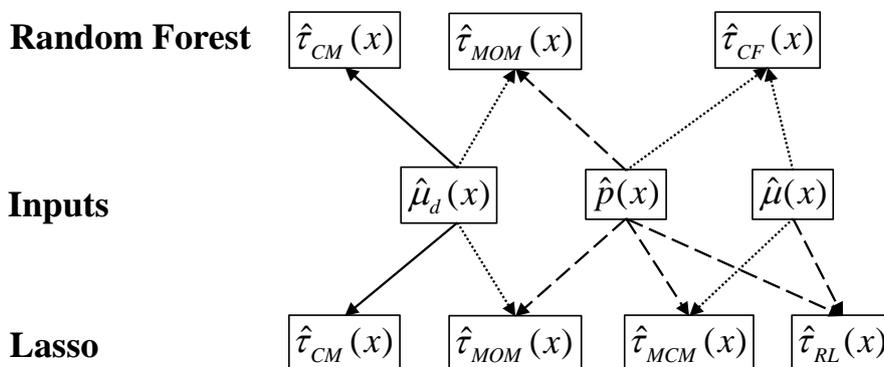 Random Forest τ̂_CM(x) τ̂_MOM(x) τ̂_CF(x)
Inputs μ̂_d(x) p̂(x) μ̂(x)
Lasso τ̂_CM(x) τ̂_MOM(x) τ̂_MCM(x) τ̂_RL(x)